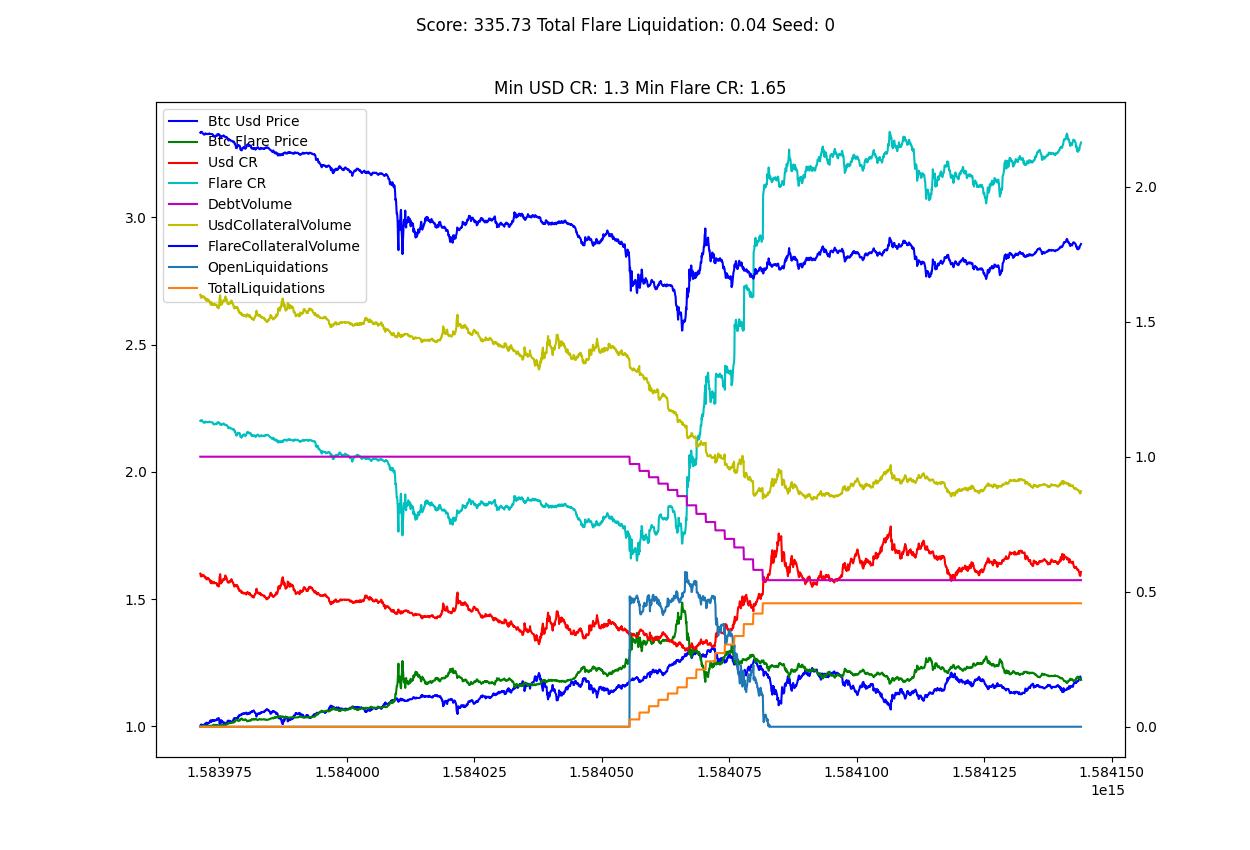 Score: 335.73 Total Flare Liquidation: 0.04 Seed: 0
Min USD CR: 1.3 Min Flare CR: 1.65
Btc Usd Price
Btc Flare Price
Usd CR
Flare CR
DebtVolume
UsdCollateralVolume
FlareCollateralVolume
OpenLiquidations
TotalLiquidations
3.0
2.5
2.0
1.5
1.0
2.0
1.5
1.0
0.5
0.0
1.583975 1.584000 1.584025 1.584050 1.584075 1.584100 1.584125 1.584150
1e15